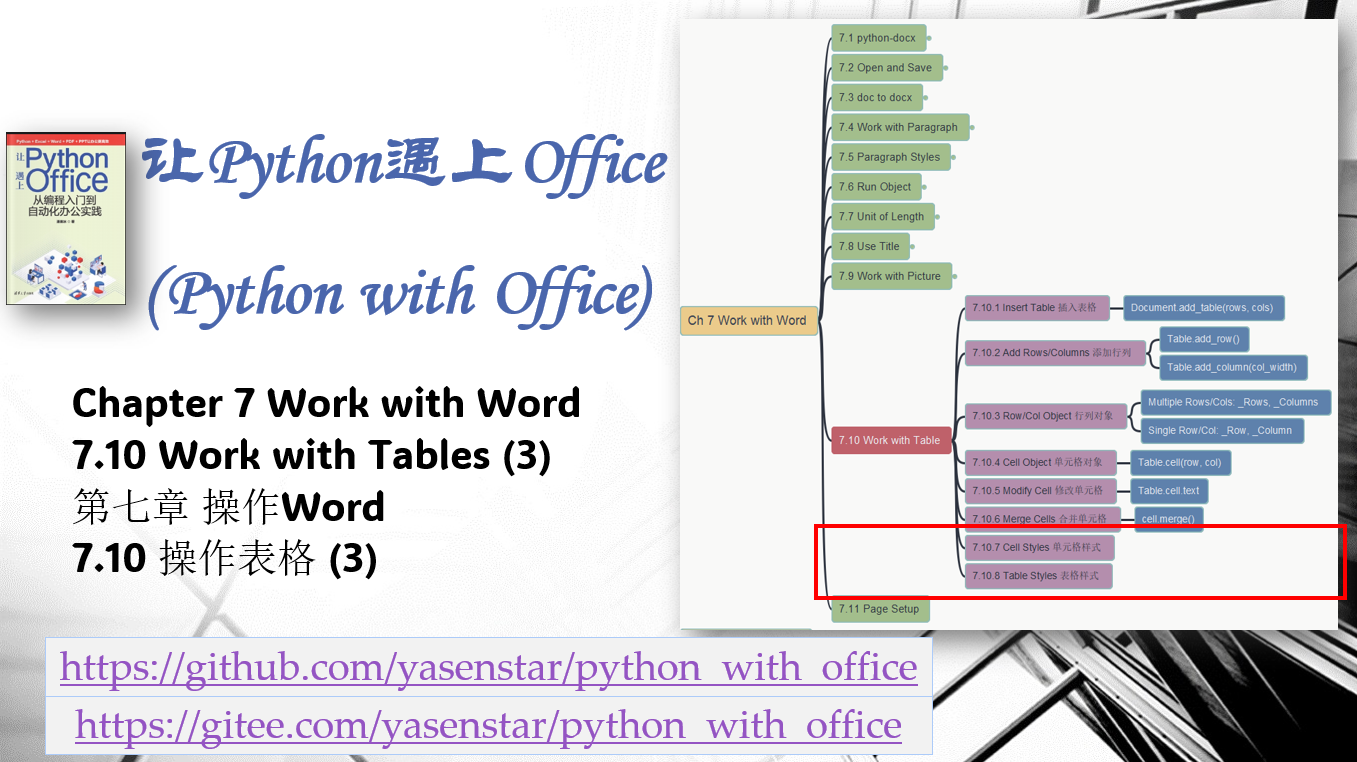 Python • Excel • Word • PDF • PPT
让
Python
遇上
Office
从编程入门到
自动化办公实践
让Python遇上Office
(Python with Office)
Chapter 7 Work with Word
7.10 Work with Tables (3)
第七章 操作Word
7.10 操作表格 (3)
https://github.com/yasenstar/python_with_office
https://gitee.com/yasenstar/python_with_office
Ch 7 Work with Word
7.1 python-docx
7.2 Open and Save
7.3 doc to docx
7.4 Work with Paragraph
7.5 Paragraph Styles
7.6 Run Object
7.7 Unit of Length
7.8 Use Title
7.9 Work with Picture
7.10 Work with Table
7.10.1 Insert Table 插入表格
Document.add_table(rows, cols)
7.10.2 Add Rows/Columns 添加行列
Table.add_row()
Table.add_column(col_width)
7.10.3 Row/Col Object 行列对象
Multiple Rows/Cols: _Rows, _Columns
Single Row/Col: _Row, _Column
7.10.4 Cell Object 单元格对象
Table.cell(row, col)
7.10.5 Modify Cell 修改单元格
Table.cell.text
7.10.6 Merge Cells 合并单元格
cell.merge()
7.10.7 Cell Styles 单元格样式
7.10.8 Table Styles 表格样式
7.11 Page Setup